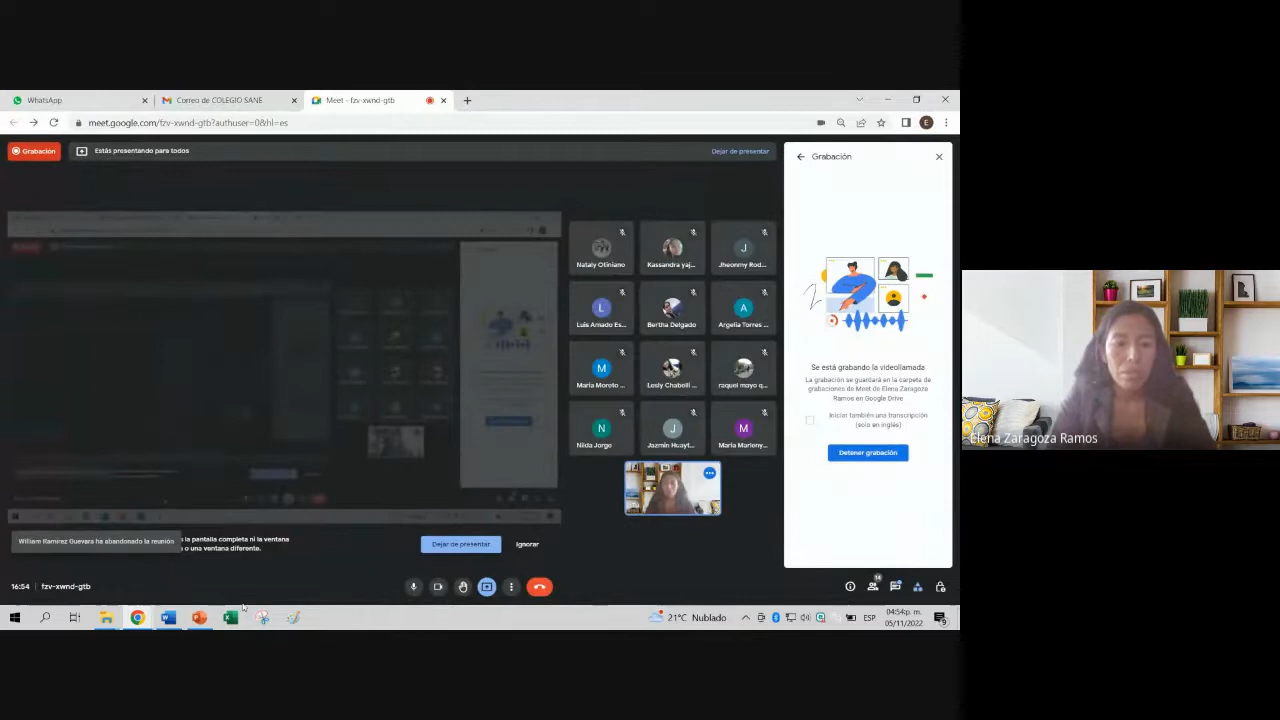 WhatsApp
Correo de COLEGIO SANE
Meet - fzv-xwnd-gtb
meet.google.com/fzv-xwnd-gtb?authuser=0&hl=es
E
Grabación
Estás presentando para todos
Dejar de presentar
Grabación
Nataly Otiniano
Kassandra yaj...
J
Jheonmy Rod...
L
Luis Amado Es...
Bertha Delgado
A
Argelia Torres ...
M
Maria Moreto ...
Lesly Chabelli ...
raquel mayo q...
N
Nilda Jorge
J
Jazmin Huayt...
M
Maria Marleny...
Se está grabando la videollamada
La grabación se guardará en la carpeta de
grabaciones de Meet de Elena Zaragoza
Ramos en Google Drive
Iniciar también una transcripción
(solo en inglés)
Detener grabación
Elena Zaragoza Ramos
William Ramirez Guevara ha abandonado la reunión
s la pantalla completa ni la ventana
o una ventana diferente.
Dejar de presentar
Ignorar
16:54 | fzv-xwnd-gtb
14
21°C Nublado
ESP
04:54 p. m.
05/11/2022